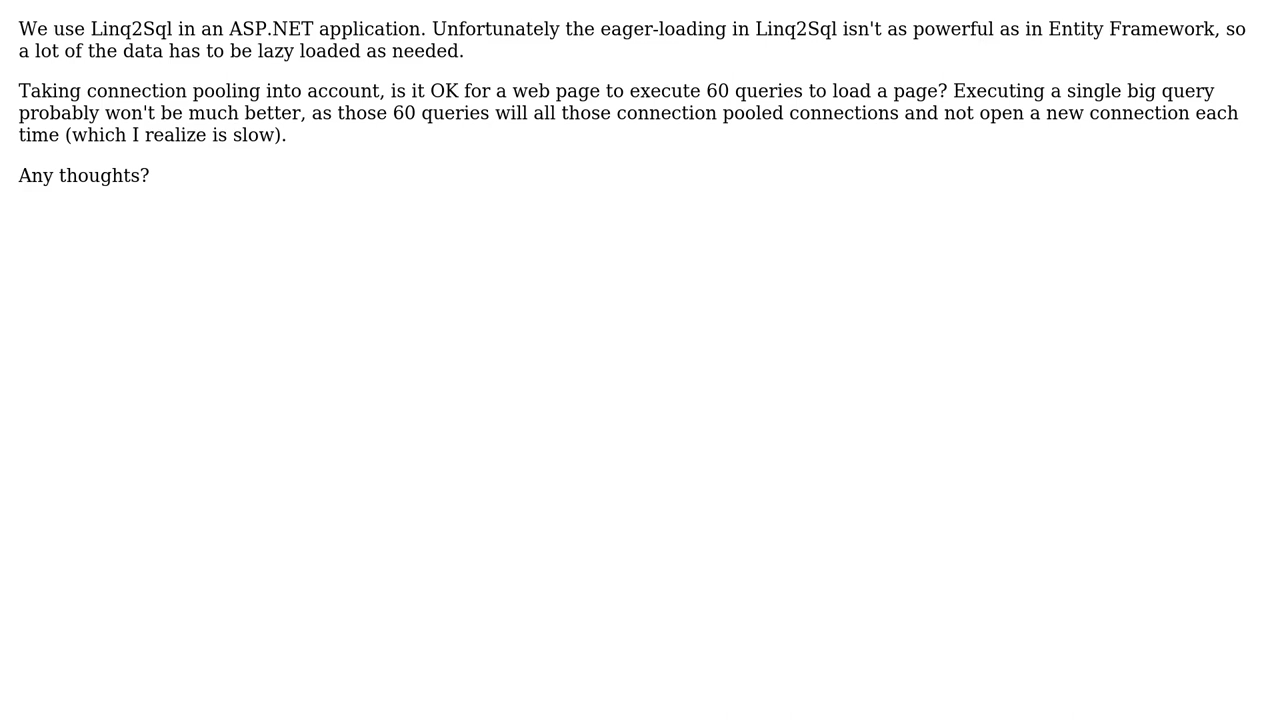 We use Linq2Sql in an ASP.NET application. Unfortunately the eager-loading in Linq2Sql isn't as powerful as in Entity Framework, so
a lot of the data has to be lazy loaded as needed.
Taking connection pooling into account, is it OK for a web page to execute 60 queries to load a page? Executing a single big query
probably won't be much better, as those 60 queries will all those connection pooled connections and not open a new connection each
time (which I realize is slow).
Any thoughts?